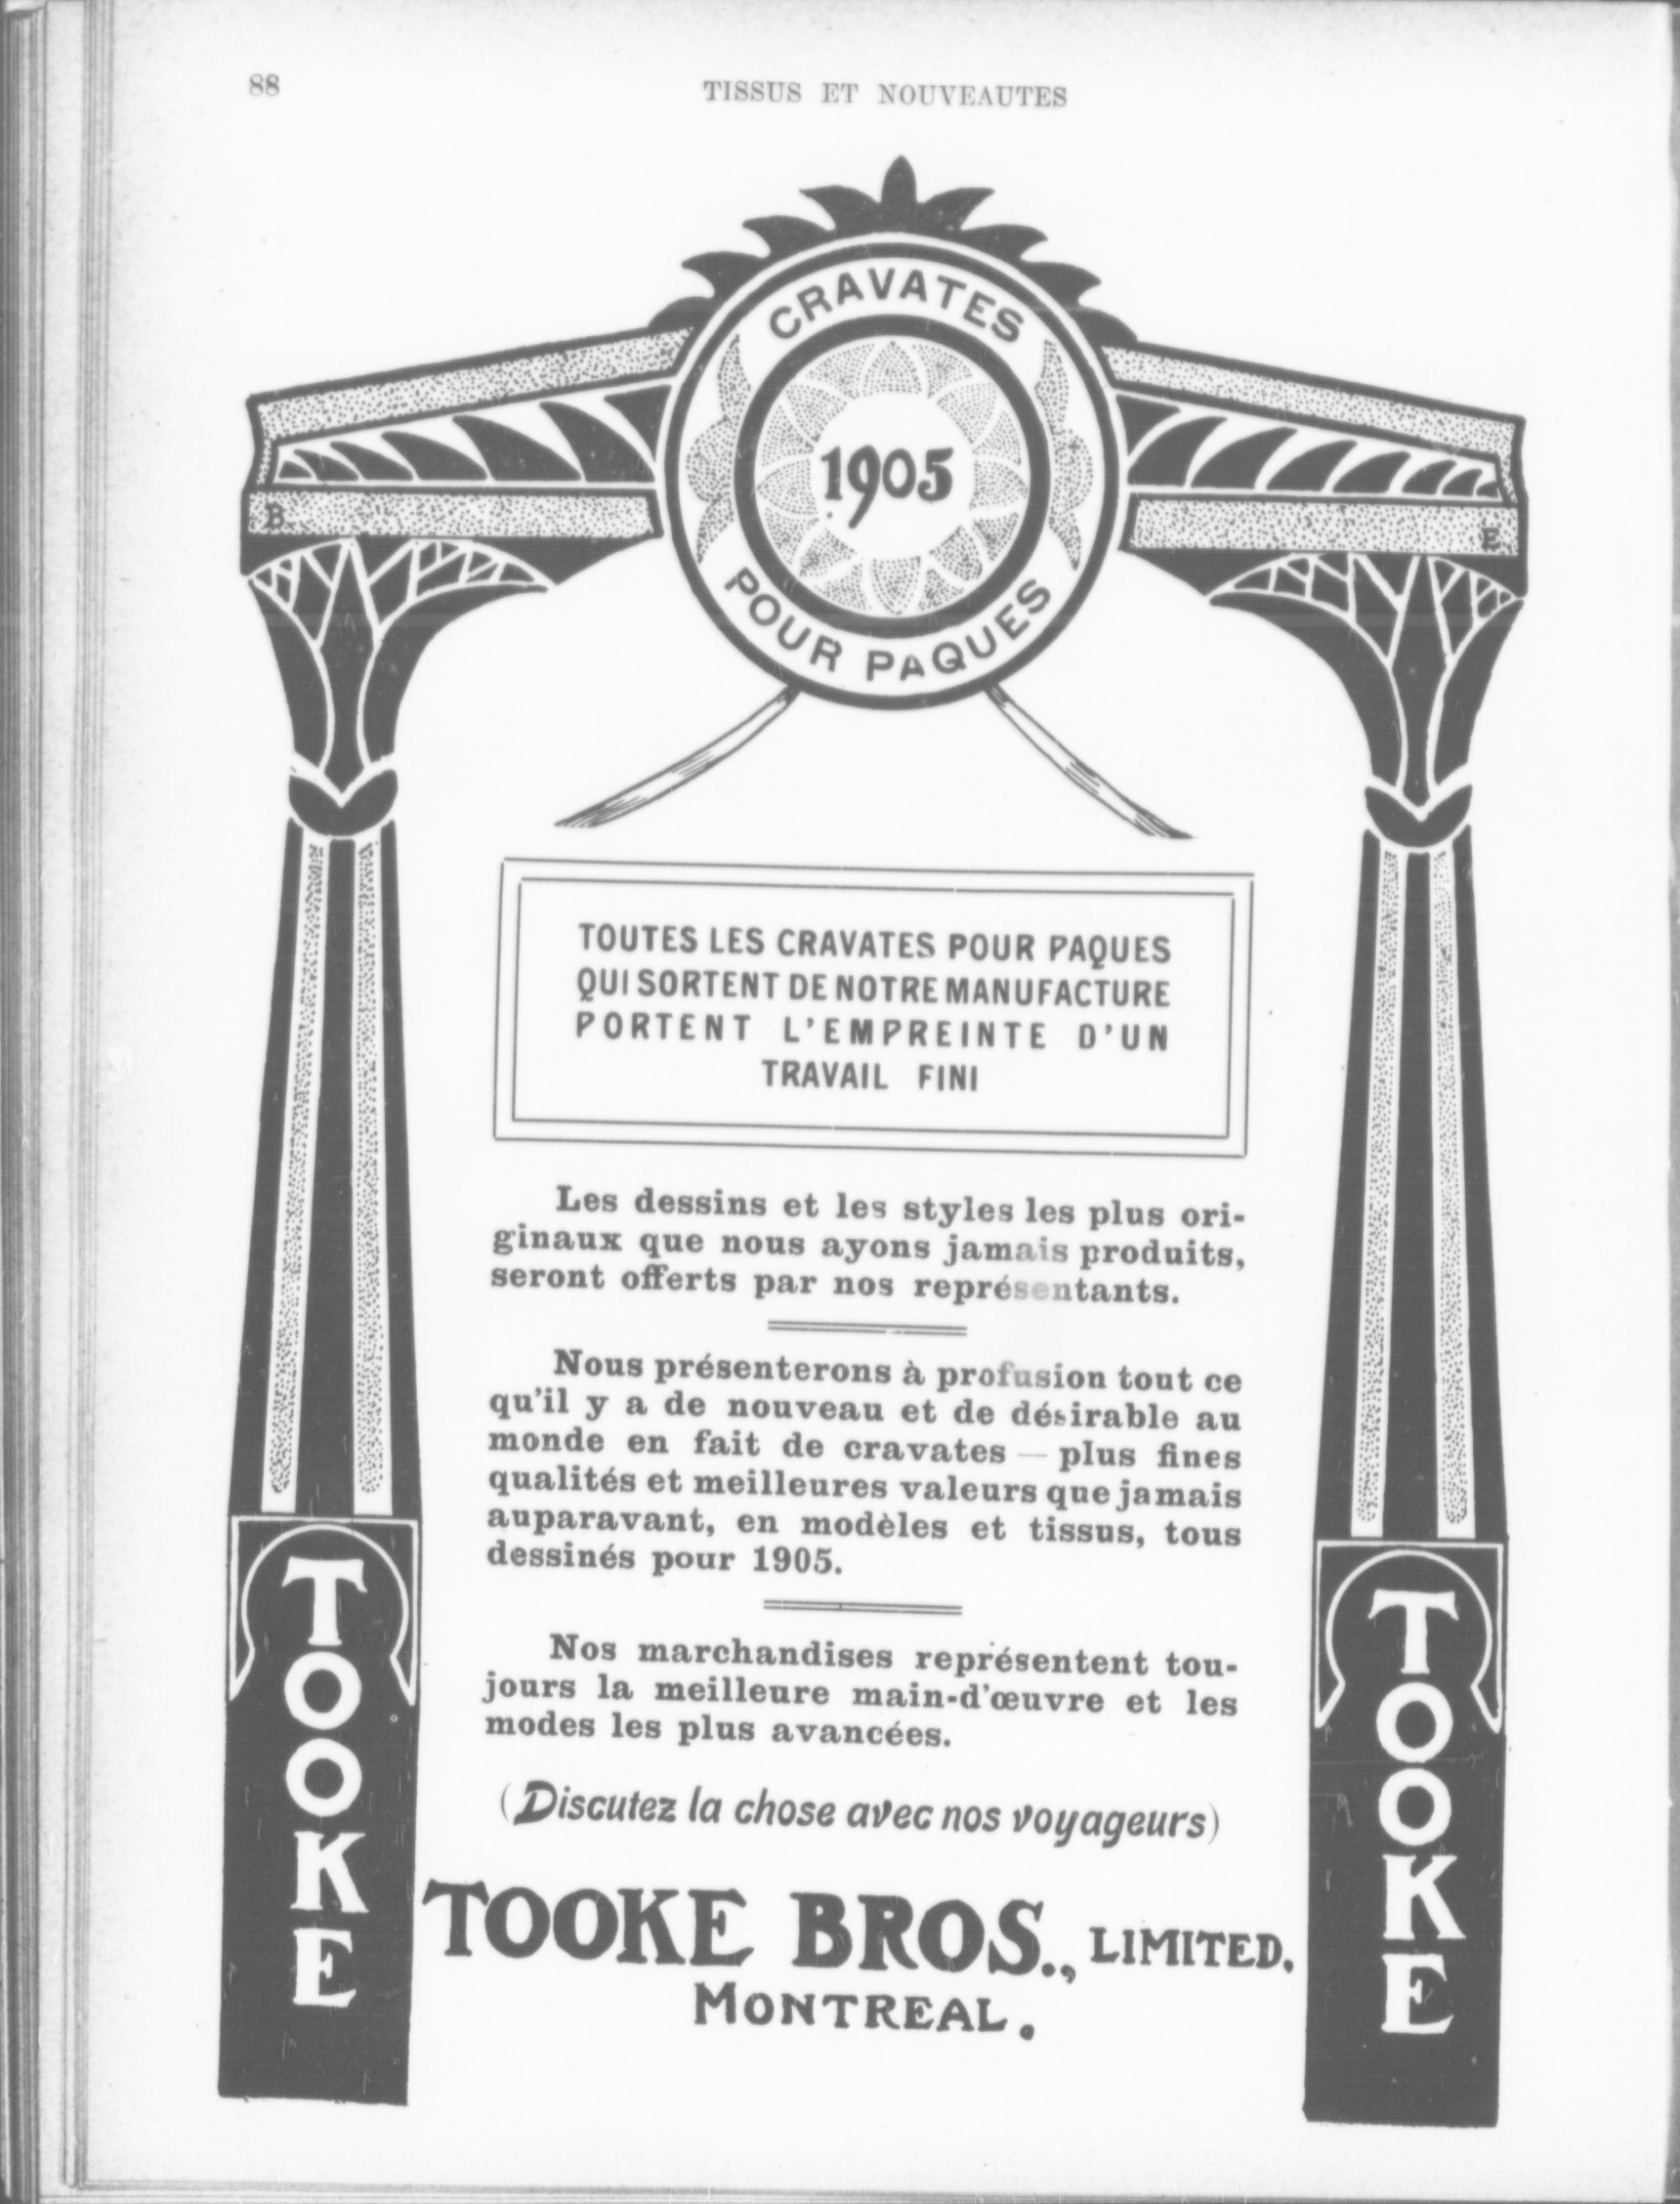 88
TISSUS ET NOUVEAUTES
CRAVATES
1905
POUR PAQUES
B
E
TOUTES LES CRAVATES POUR PAQUES
QUI SORTENT DE NOTRE MANUFACTURE
PORTENT L'EMPREINTE D'UN
TRAVAIL FINI
Les dessins et les styles les plus ori-
ginaux que nous ayons jamais produits,
seront offerts par nos représentants.
Nous présenterons à profusion tout ce
qu'il y a de nouveau et de désirable au
monde en fait de cravates — plus fines
qualités et meilleures valeurs que jamais
auparavant, en modèles et tissus, tous
dessinés pour 1905.
Nos marchandises représentent tou-
jours la meilleure main-d'œuvre et les
modes les plus avancées.
(Discutez la chose avec nos voyageurs)
TOOKE BROS., LIMITED.
MONTREAL.
TOOKE
TOOKE